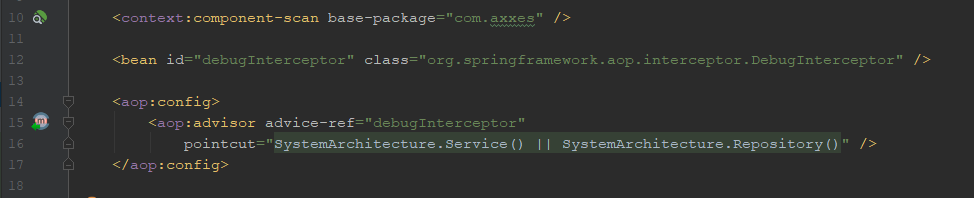 10 <context:component-scan base-package="com.axxes" />
11
12 <bean id="debugInterceptor" class="org.springframework.aop.interceptor.DebugInterceptor" />
13
14 <aop:config>
15 <aop:advisor advice-ref="debugInterceptor"
16 pointcut="SystemArchitecture.Service() || SystemArchitecture.Repository()" />
17 </aop:config>
18